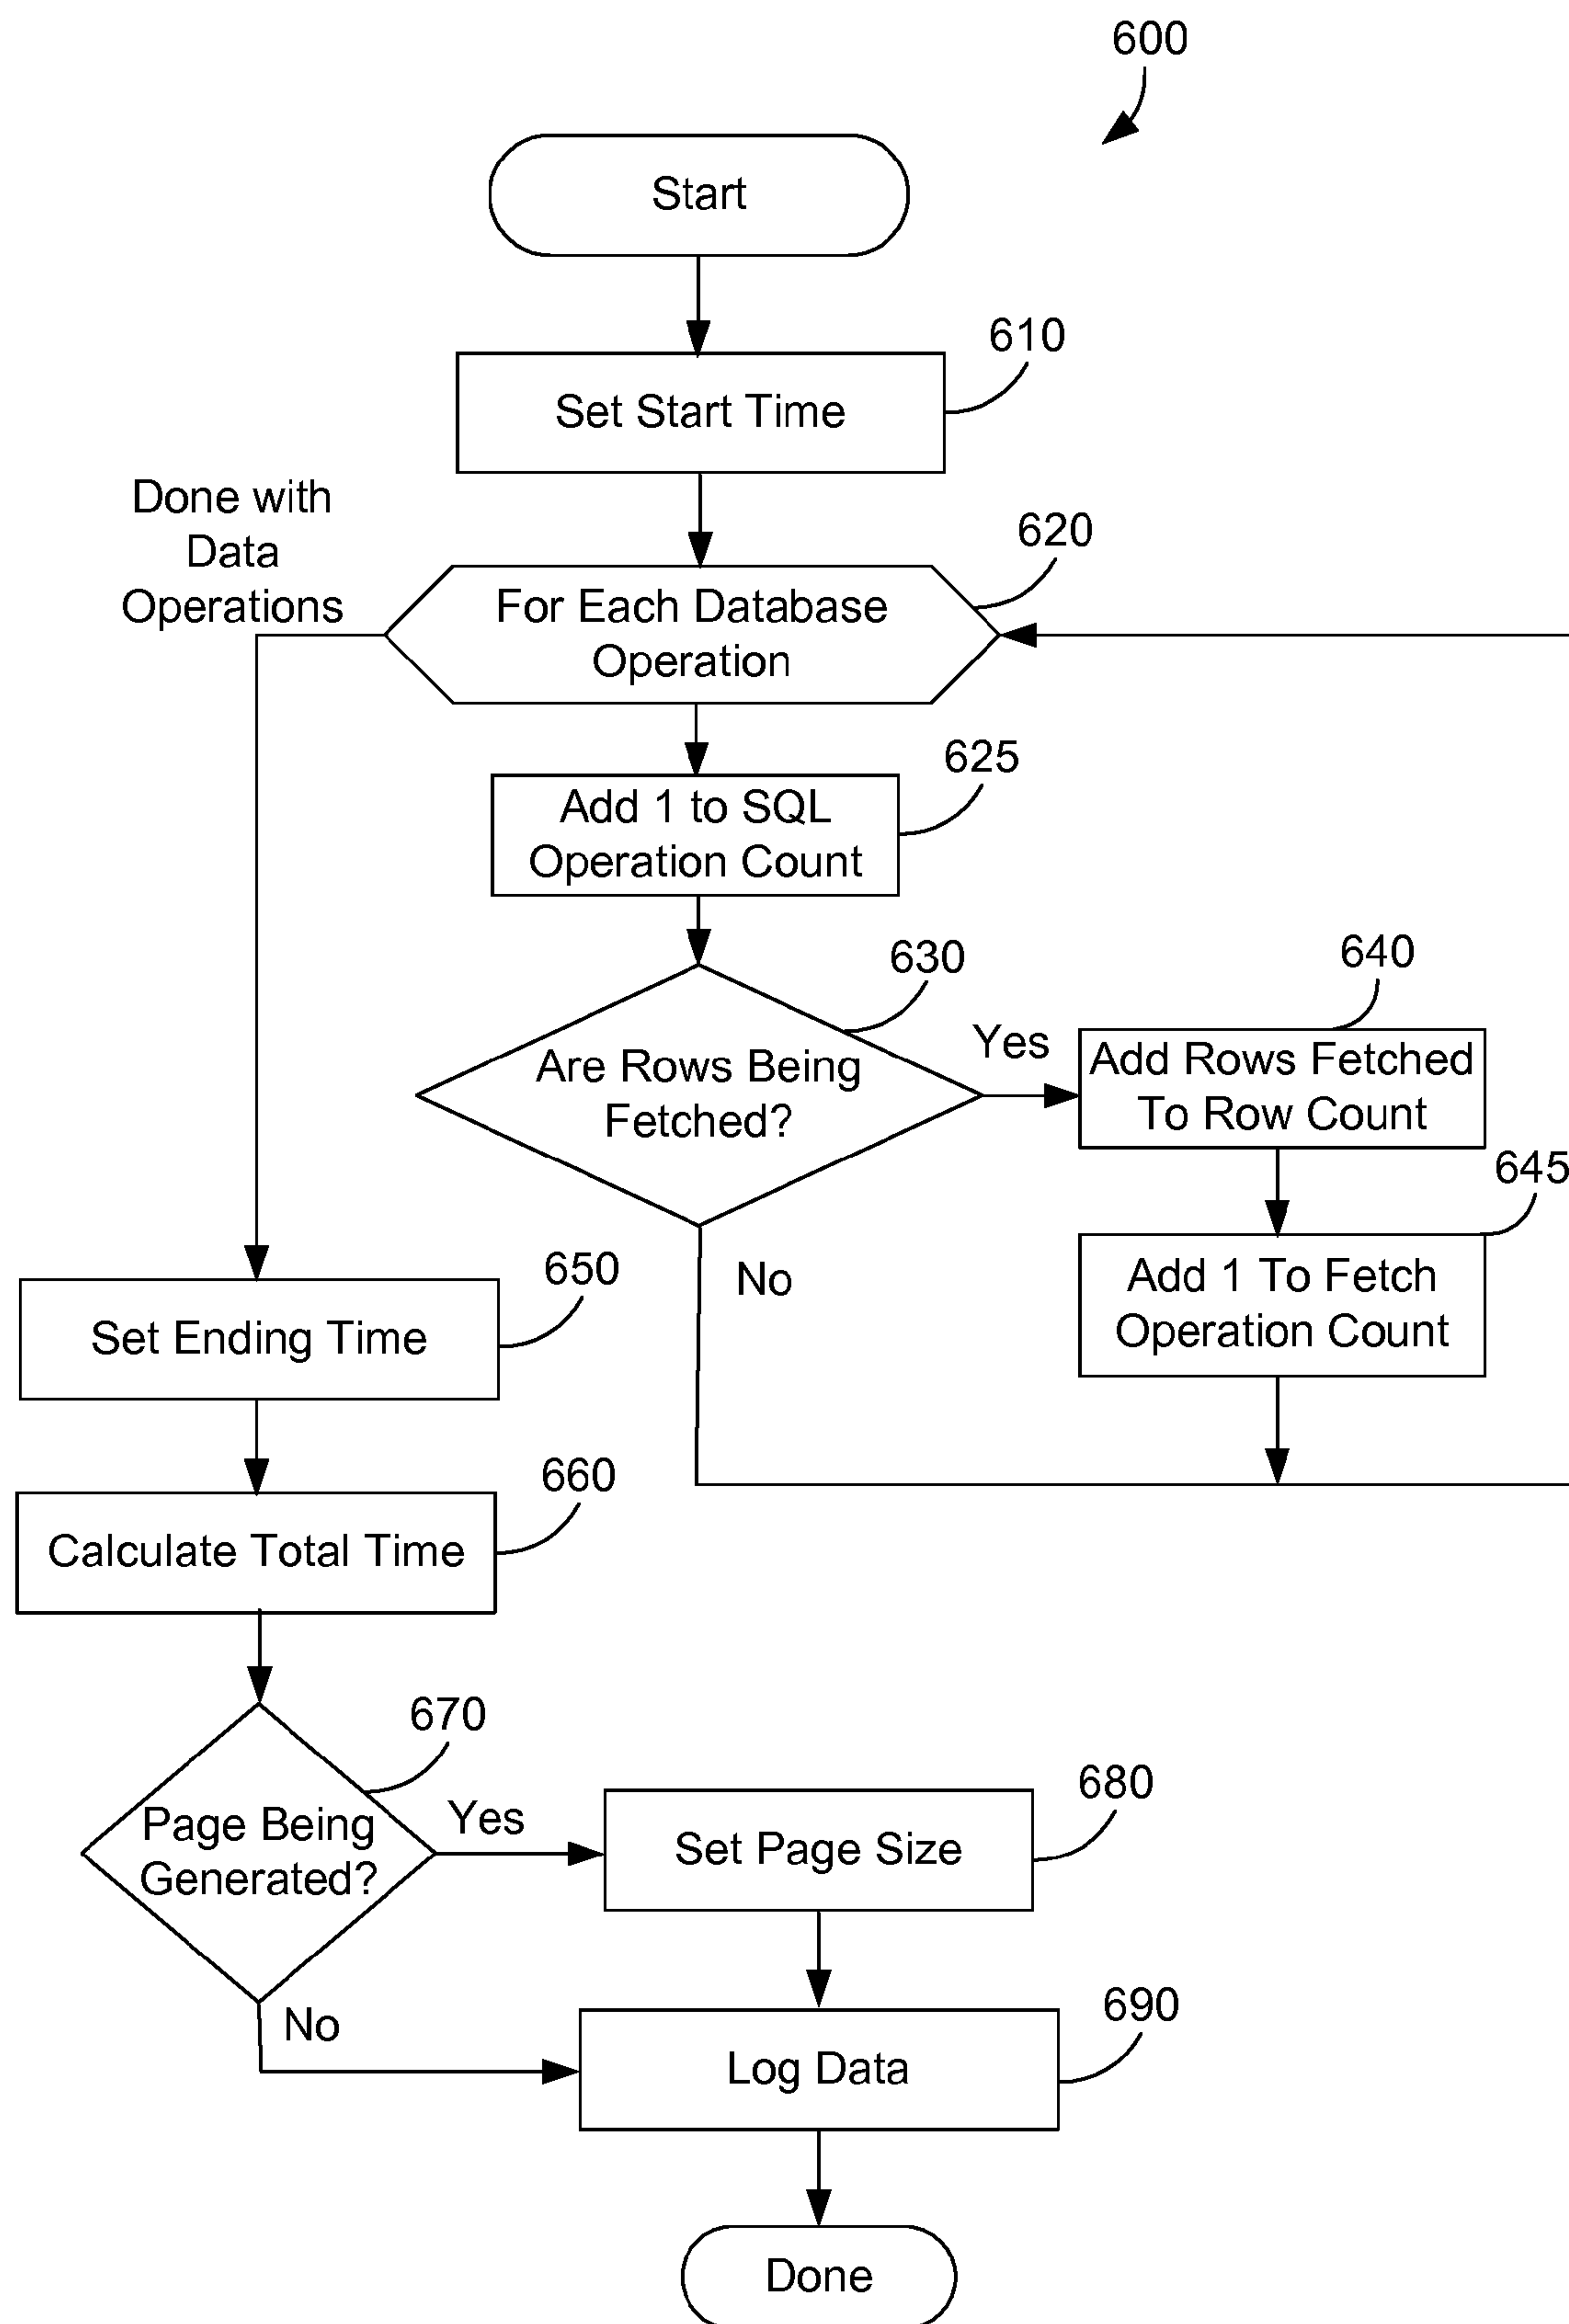 600
Start
610
Set Start Time
Done with
Data
Operations
620
For Each Database
Operation
625
Add 1 to SQL
Operation Count
630
640
Are Rows Being
Fetched?
Yes
Add Rows Fetched
To Row Count
645
Add 1 To Fetch
Operation Count
No
650
Set Ending Time
660
Calculate Total Time
670
Page Being
Generated?
Yes
680
Set Page Size
No
690
Log Data
Done